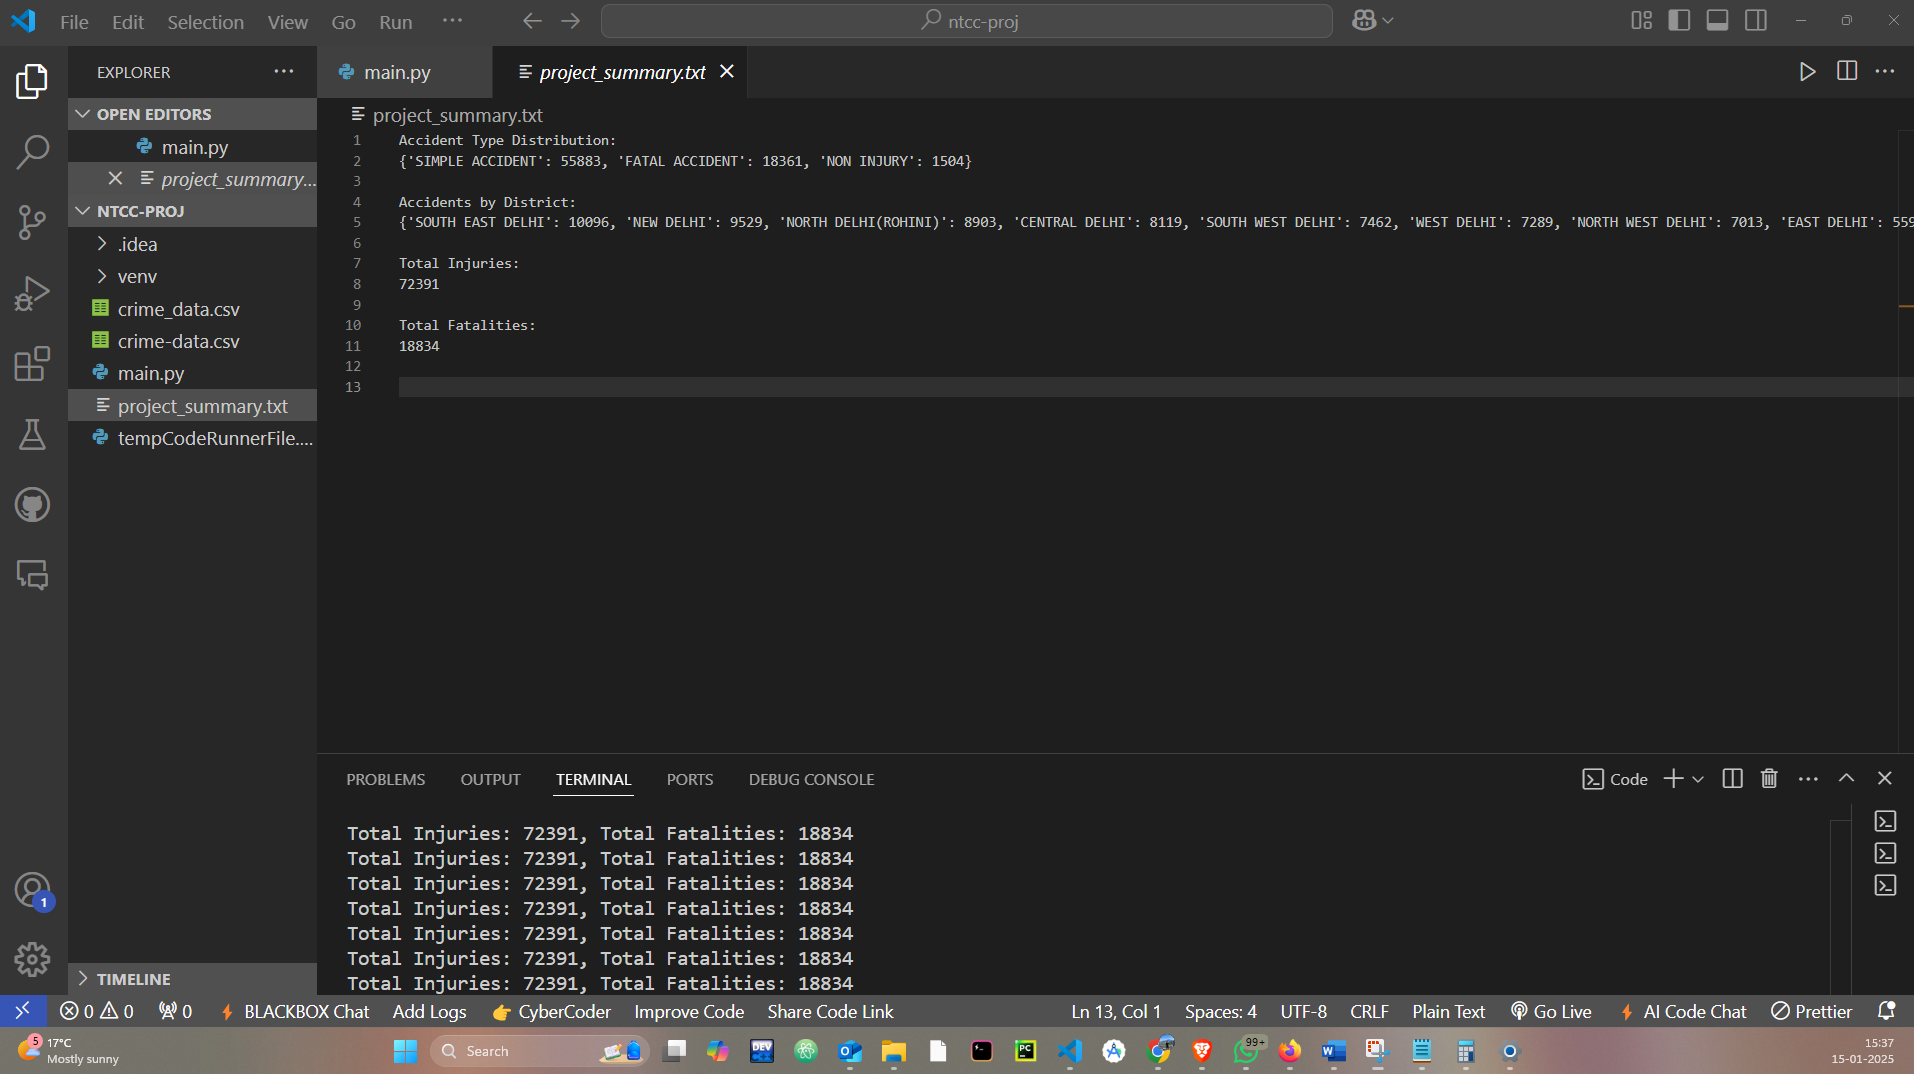 File Edit Selection View Go Run ···
ntcc-proj
EXPLORER ···
main.py
project_summary.txt
OPEN EDITORS
main.py
project_summary...
NTCC-PROJ
.idea
venv
crime_data.csv
crime-data.csv
main.py
project_summary.txt
tempCodeRunnerFile....
TIMELINE
project_summary.txt
1 Accident Type Distribution:
2 {'SIMPLE ACCIDENT': 55883, 'FATAL ACCIDENT': 18361, 'NON INJURY': 1504}
3
4 Accidents by District:
5 {'SOUTH EAST DELHI': 10096, 'NEW DELHI': 9529, 'NORTH DELHI(ROHINI)': 8903, 'CENTRAL DELHI': 8119, 'SOUTH WEST DELHI': 7462, 'WEST DELHI': 7289, 'NORTH WEST DELHI': 7013, 'EAST DELHI': 559
6
7 Total Injuries:
8 72391
9
10 Total Fatalities:
11 18834
12
13
PROBLEMS OUTPUT TERMINAL PORTS DEBUG CONSOLE
Code
Total Injuries: 72391, Total Fatalities: 18834
Total Injuries: 72391, Total Fatalities: 18834
Total Injuries: 72391, Total Fatalities: 18834
Total Injuries: 72391, Total Fatalities: 18834
Total Injuries: 72391, Total Fatalities: 18834
Total Injuries: 72391, Total Fatalities: 18834
Total Injuries: 72391, Total Fatalities: 18834
1
0 0 0 BLACKBOX Chat Add Logs CyberCoder Improve Code Share Code Link Ln 13, Col 1 Spaces: 4 UTF-8 CRLF Plain Text Go Live AI Code Chat Prettier
5
17°C
Mostly sunny
Search
DEV
PC
99+
15:37
15-01-2025